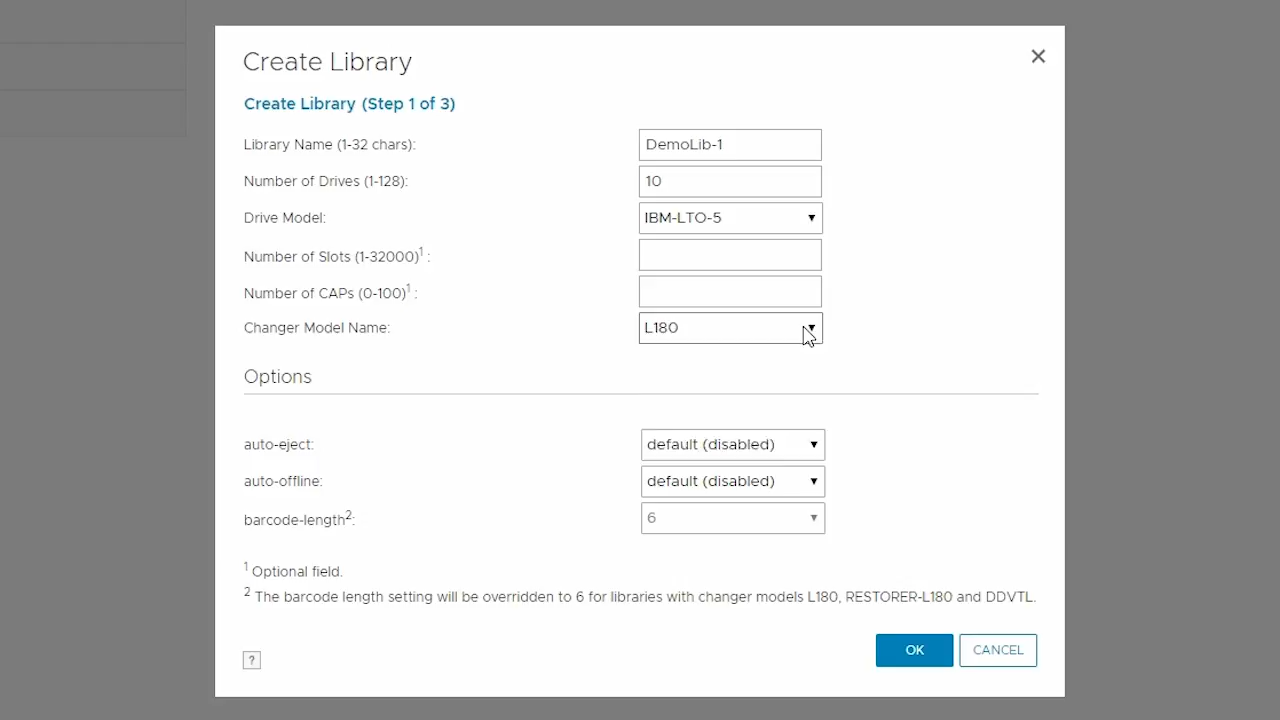 Create Library
✕
Create Library (Step 1 of 3)
Library Name (1-32 chars): DemoLib-1
Number of Drives (1-128): 10
Drive Model: IBM-LTO-5
Number of Slots (1-32000)¹ :
Number of CAPs (0-100)¹ :
Changer Model Name: L180
Options
auto-eject: default (disabled)
auto-offline: default (disabled)
barcode-length²: 6
¹ Optional field.
² The barcode length setting will be overridden to 6 for libraries with changer models L180, RESTORER-L180 and DDVTL.
? OK CANCEL